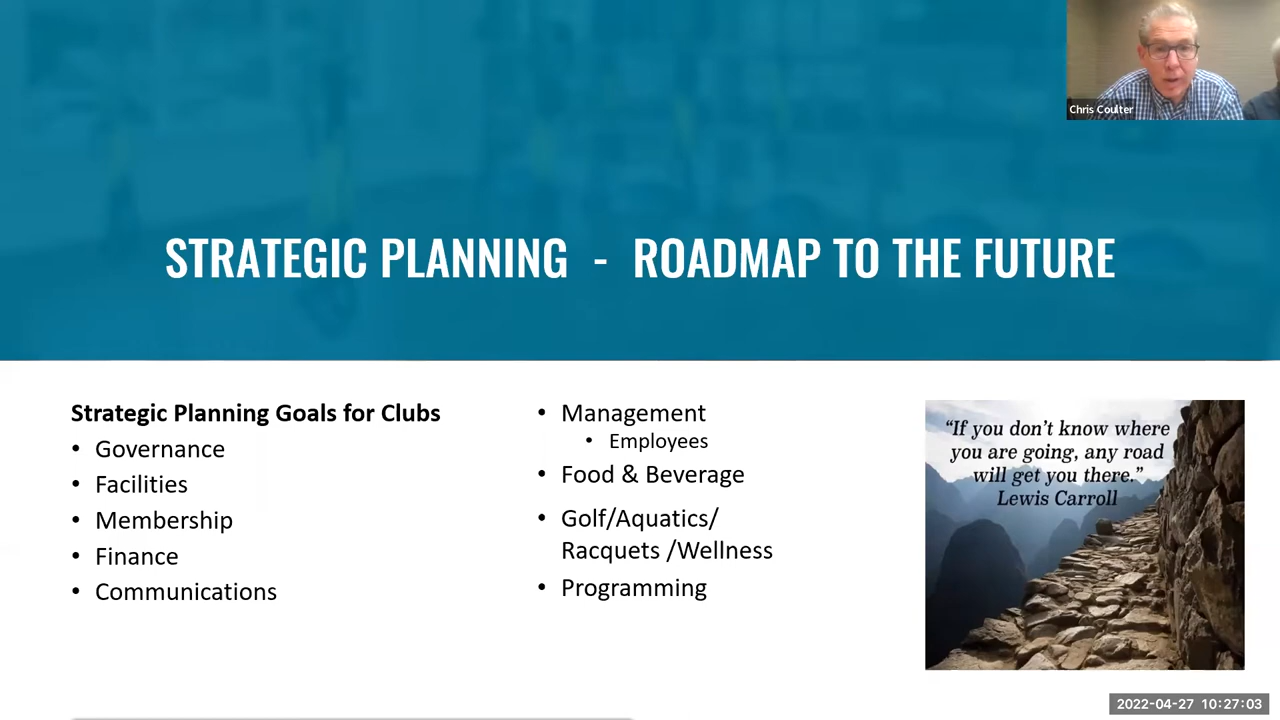 Chris Coulter
STRATEGIC PLANNING - ROADMAP TO THE FUTURE
Strategic Planning Goals for Clubs
• Governance
• Facilities
• Membership
• Finance
• Communications
• Management
• Employees
• Food & Beverage
• Golf/Aquatics/
Racquets /Wellness
• Programming
“If you don’t know where
you are going, any road
will get you there.”
Lewis Carroll
2022-04-27 10:27:03